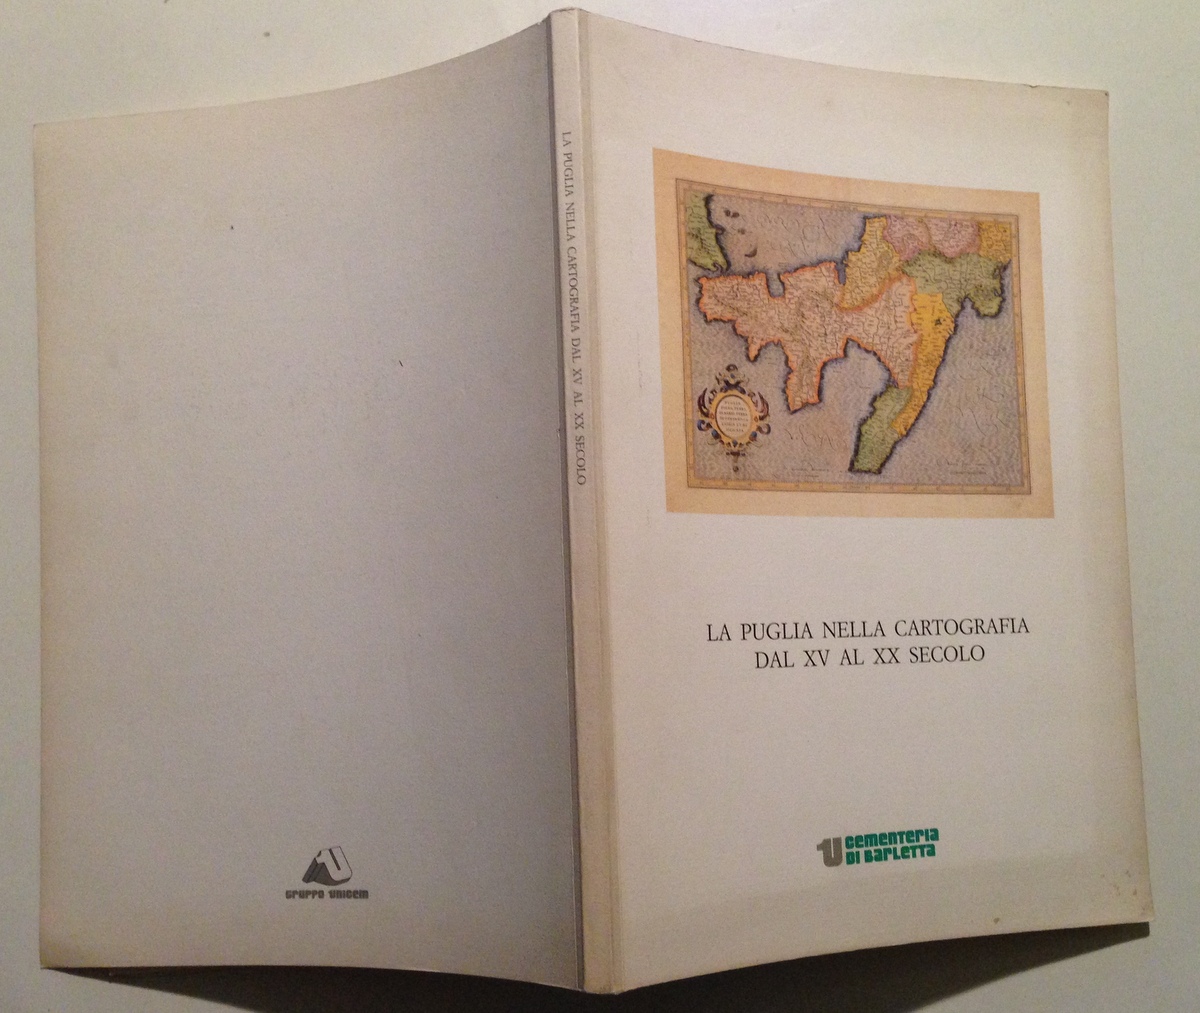 LA PUGLIA NELLA CARTOGRAFIA DAL XV AL XX SECOLO
LA PUGLIA NELLA CARTOGRAFIA
DAL XV AL XX SECOLO
cementeria
di Barletta
gruppo unicem